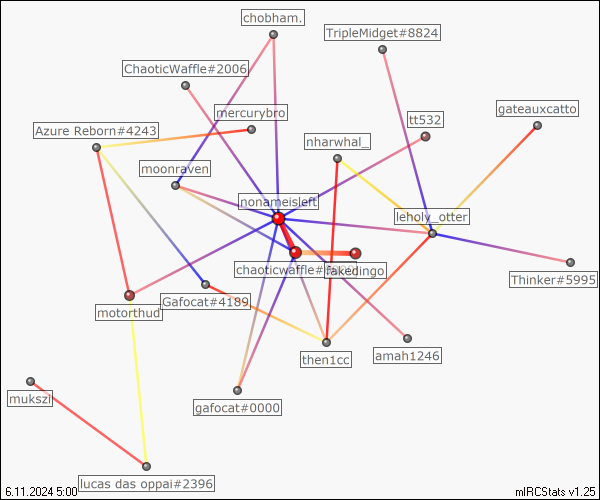 chobham.
TripleMidget#8824
ChaoticWaffle#2006
mercurybro
gateauxcatto
tt532
Azure Reborn#4243
nharwhal_
moonraven
nonameisleft
leholy_otter
chaoticwaffle#
fakedingo
Thinker#5995
Gafocat#4189
motorthud
then1cc
amah1246
mukszi
gafocat#0000
lucas das oppai#2396
6.11.2024 5:00
mIRCStats v1.25